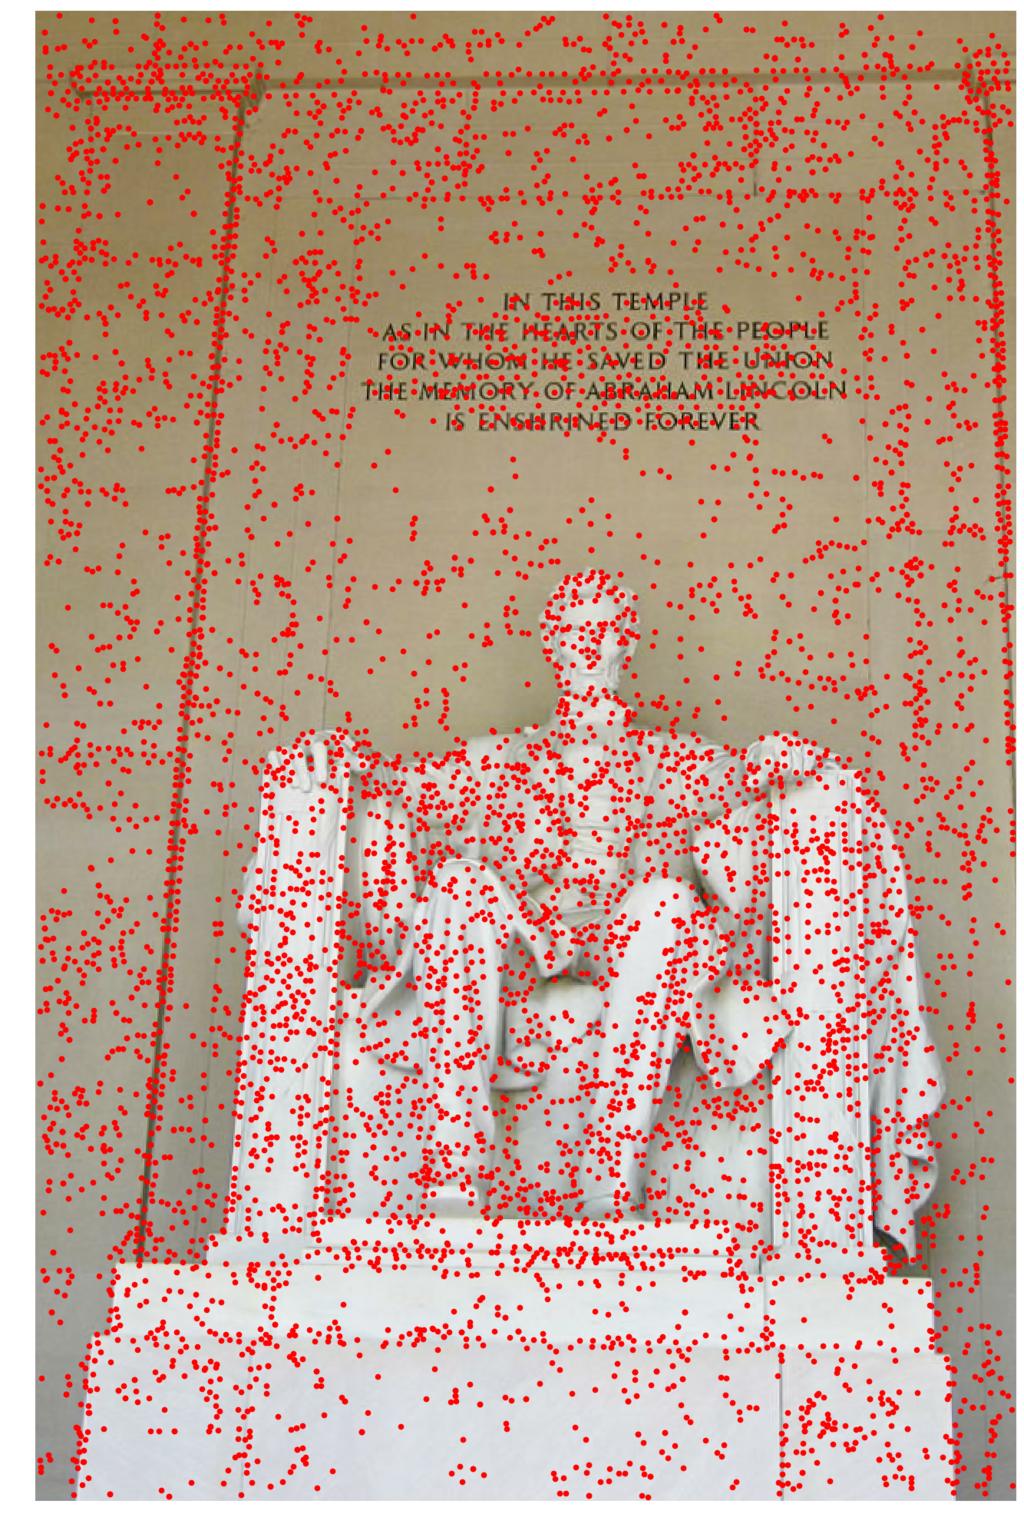 IN THIS TEMPLE
AS IN THE HEARTS OF THE PEOPLE
FOR WHOM HE SAVED THE UNION
THE MEMORY OF ABRAHAM LINCOLN
IS ENSHRINED FOREVER